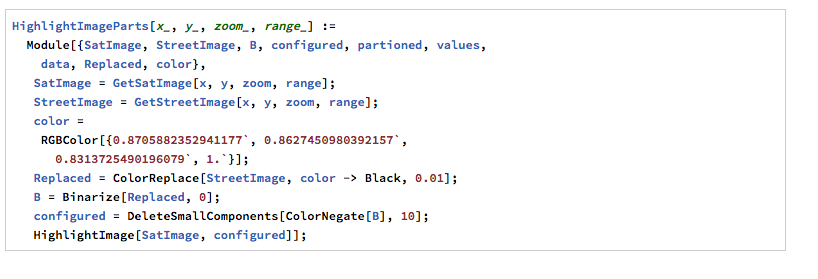 HighlightImageParts[x_, y_, zoom_, range_] :=
Module[{SatImage, StreetImage, B, configured, partioned, values,
data, Replaced, color},
SatImage = GetSatImage[x, y, zoom, range];
StreetImage = GetStreetImage[x, y, zoom, range];
color =
RGBColor[{0.8705882352941177`, 0.8627450980392157`,
0.8313725490196079`, 1.`}];
Replaced = ColorReplace[StreetImage, color -> Black, 0.01];
B = Binarize[Replaced, 0];
configured = DeleteSmallComponents[ColorNegate[B], 10];
HighlightImage[SatImage, configured]];